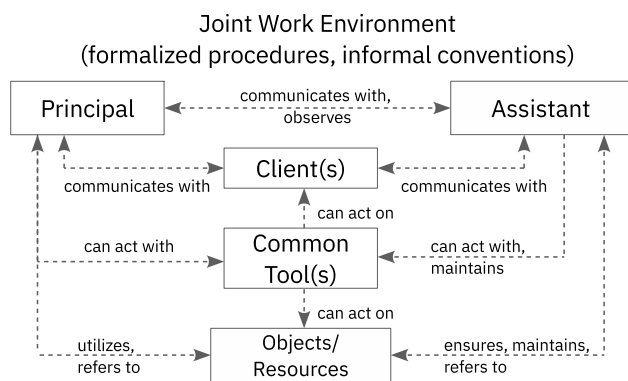 Joint Work Environment
(formalized procedures, informal conventions)
Principal
communicates with,
observes
Assistant
Client(s)
communicates with
communicates with
can act on
Common
Tool(s)
can act with
can act with,
maintains
can act on
Objects/
Resources
utilizes,
refers to
ensures, maintains,
refers to